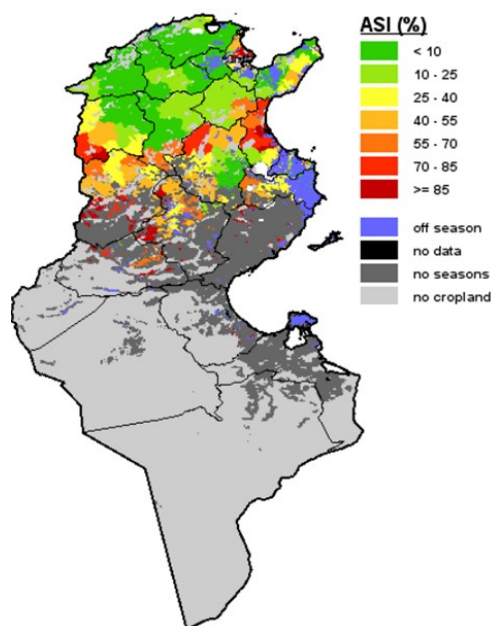 ASI (%)
< 10
10 - 25
25 - 40
40 - 55
55 - 70
70 - 85
>= 85
off season
no data
no seasons
no cropland